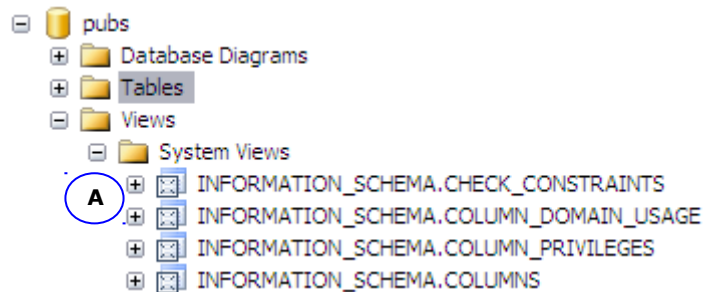 pubs
Database Diagrams
Tables
Views
System Views
INFORMATION_SCHEMA.CHECK_CONSTRAINTS
A
INFORMATION_SCHEMA.COLUMN_DOMAIN_USAGE
INFORMATION_SCHEMA.COLUMN_PRIVILEGES
INFORMATION_SCHEMA.COLUMNS